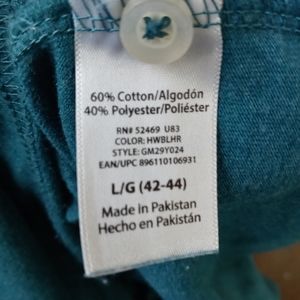 60% Cotton/Algodón
40% Polyester/Poliéster
RN# 52469 U83
COLOR: HWBLHR
STYLE: GM29Y024
EAN/UPC 896110106931
L/G (42-44)
Made in Pakistan
Hecho en Pakistán